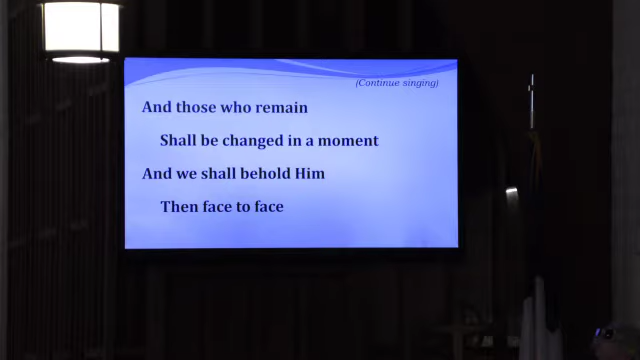 (Continue singing)
And those who remain
Shall be changed in a moment
And we shall behold Him
Then face to face